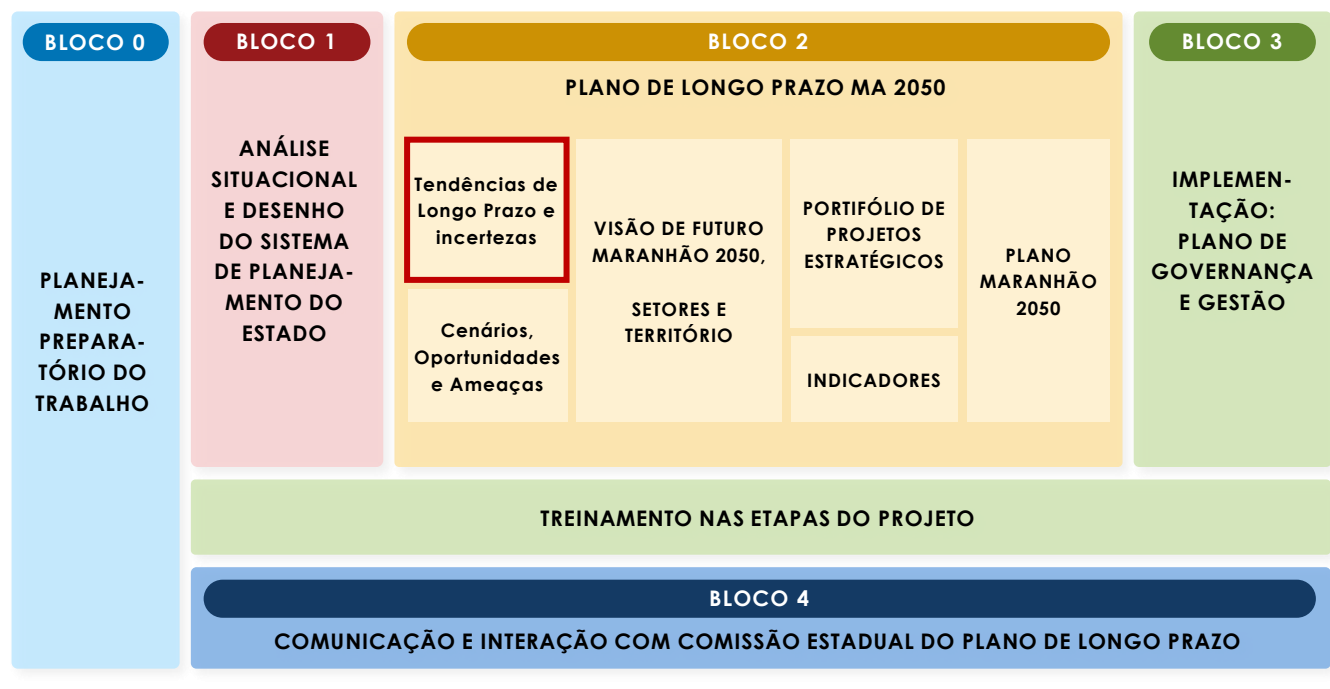 BLOCO 0
PLANEJA-
MENTO
PREPARA-
TÓRIO DO
TRABALHO
BLOCO 1
ANÁLISE
SITUACIONAL
E DESENHO
DO SISTEMA
DE PLANEJA-
MENTO DO
ESTADO
BLOCO 2
PLANO DE LONGO PRAZO MA 2050
Tendências de
Longo Prazo e
incertezas
Cenários,
Oportunidades
e Ameaças
VISÃO DE FUTURO
MARANHÃO 2050,
SETORES E
TERRITÓRIO
PORTIFÓLIO DE
PROJETOS
ESTRATÉGICOS
INDICADORES
PLANO
MARANHÃO
2050
BLOCO 3
IMPLEMEN-
TAÇÃO:
PLANO DE
GOVERNANÇA
E GESTÃO
TREINAMENTO NAS ETAPAS DO PROJETO
BLOCO 4
COMUNICAÇÃO E INTERAÇÃO COM COMISSÃO ESTADUAL DO PLANO DE LONGO PRAZO